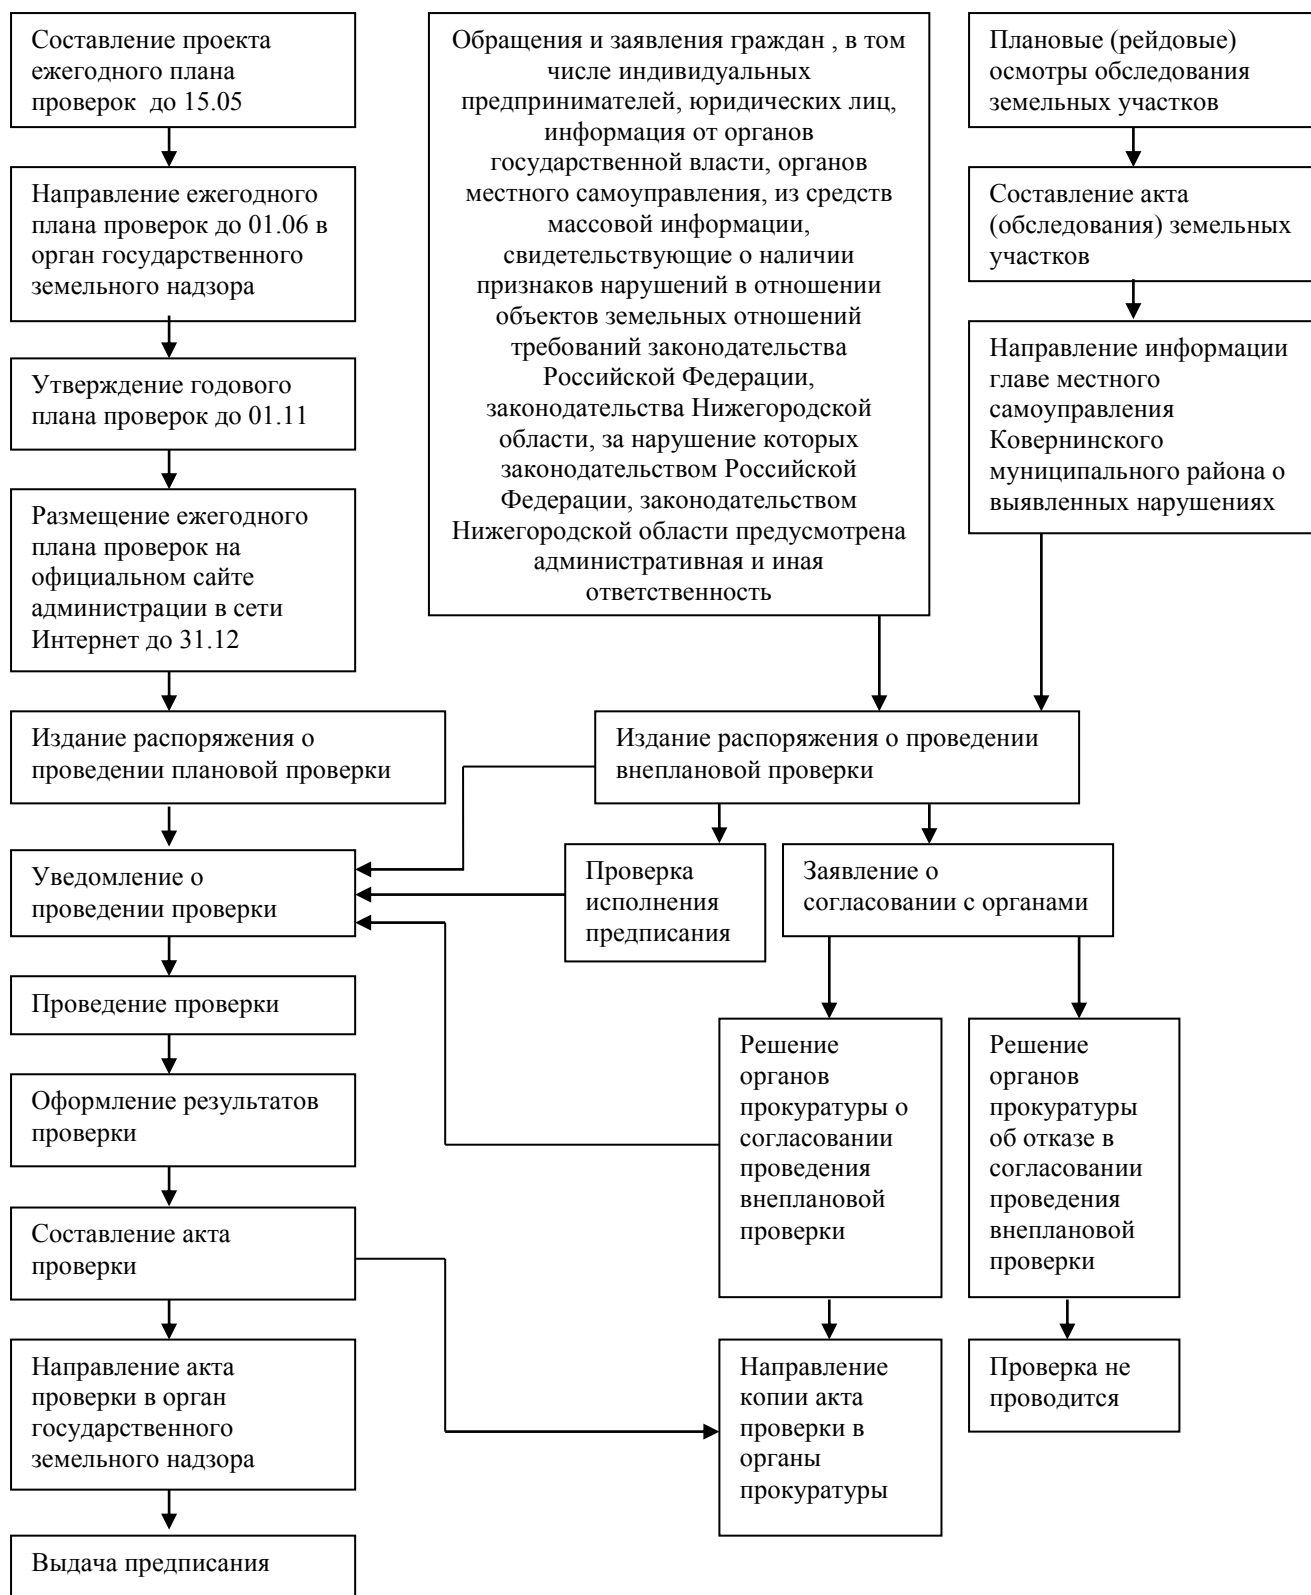 Составление проекта
ежегодного плана
проверок  до 15.05
Направление ежегодного
плана проверок до 01.06 в
орган государственного
земельного надзора
Утверждение годового
плана проверок до 01.11
Размещение ежегодного
плана проверок на
официальном сайте
администрации в сети
Интернет до 31.12
Издание распоряжения о
проведении плановой проверки
Уведомление о
проведении проверки
Проведение проверки
Оформление результатов
проверки
Составление акта
проверки
Направление акта
проверки в орган
государственного
земельного надзора
Выдача предписания
Обращения и заявления граждан , в том
числе индивидуальных
предпринимателей, юридических лиц,
информация от органов
государственной власти, органов
местного самоуправления, из средств
массовой информации,
свидетельствующие о наличии
признаков нарушений в отношении
объектов земельных отношений
требований законодательства
Российской Федерации,
законодательства Нижегородской
области, за нарушение которых
законодательством Российской
Федерации, законодательством
Нижегородской области предусмотрена
административная и иная
ответственность
Плановые (рейдовые)
осмотры обследования
земельных участков
Составление акта
(обследования) земельных
участков
Направление информации
главе местного
самоуправления
Ковернинского
муниципального района о
выявленных нарушениях
Издание распоряжения о проведении
внеплановой проверки
Проверка
исполнения
предписания
Заявление о
согласовании с органами
Решение
органов
прокуратуры о
согласовании
проведения
внеплановой
проверки
Решение
органов
прокуратуры
об отказе в
согласовании
проведения
внеплановой
проверки
Направление
копии акта
проверки в
органы
прокуратуры
Проверка не
проводится